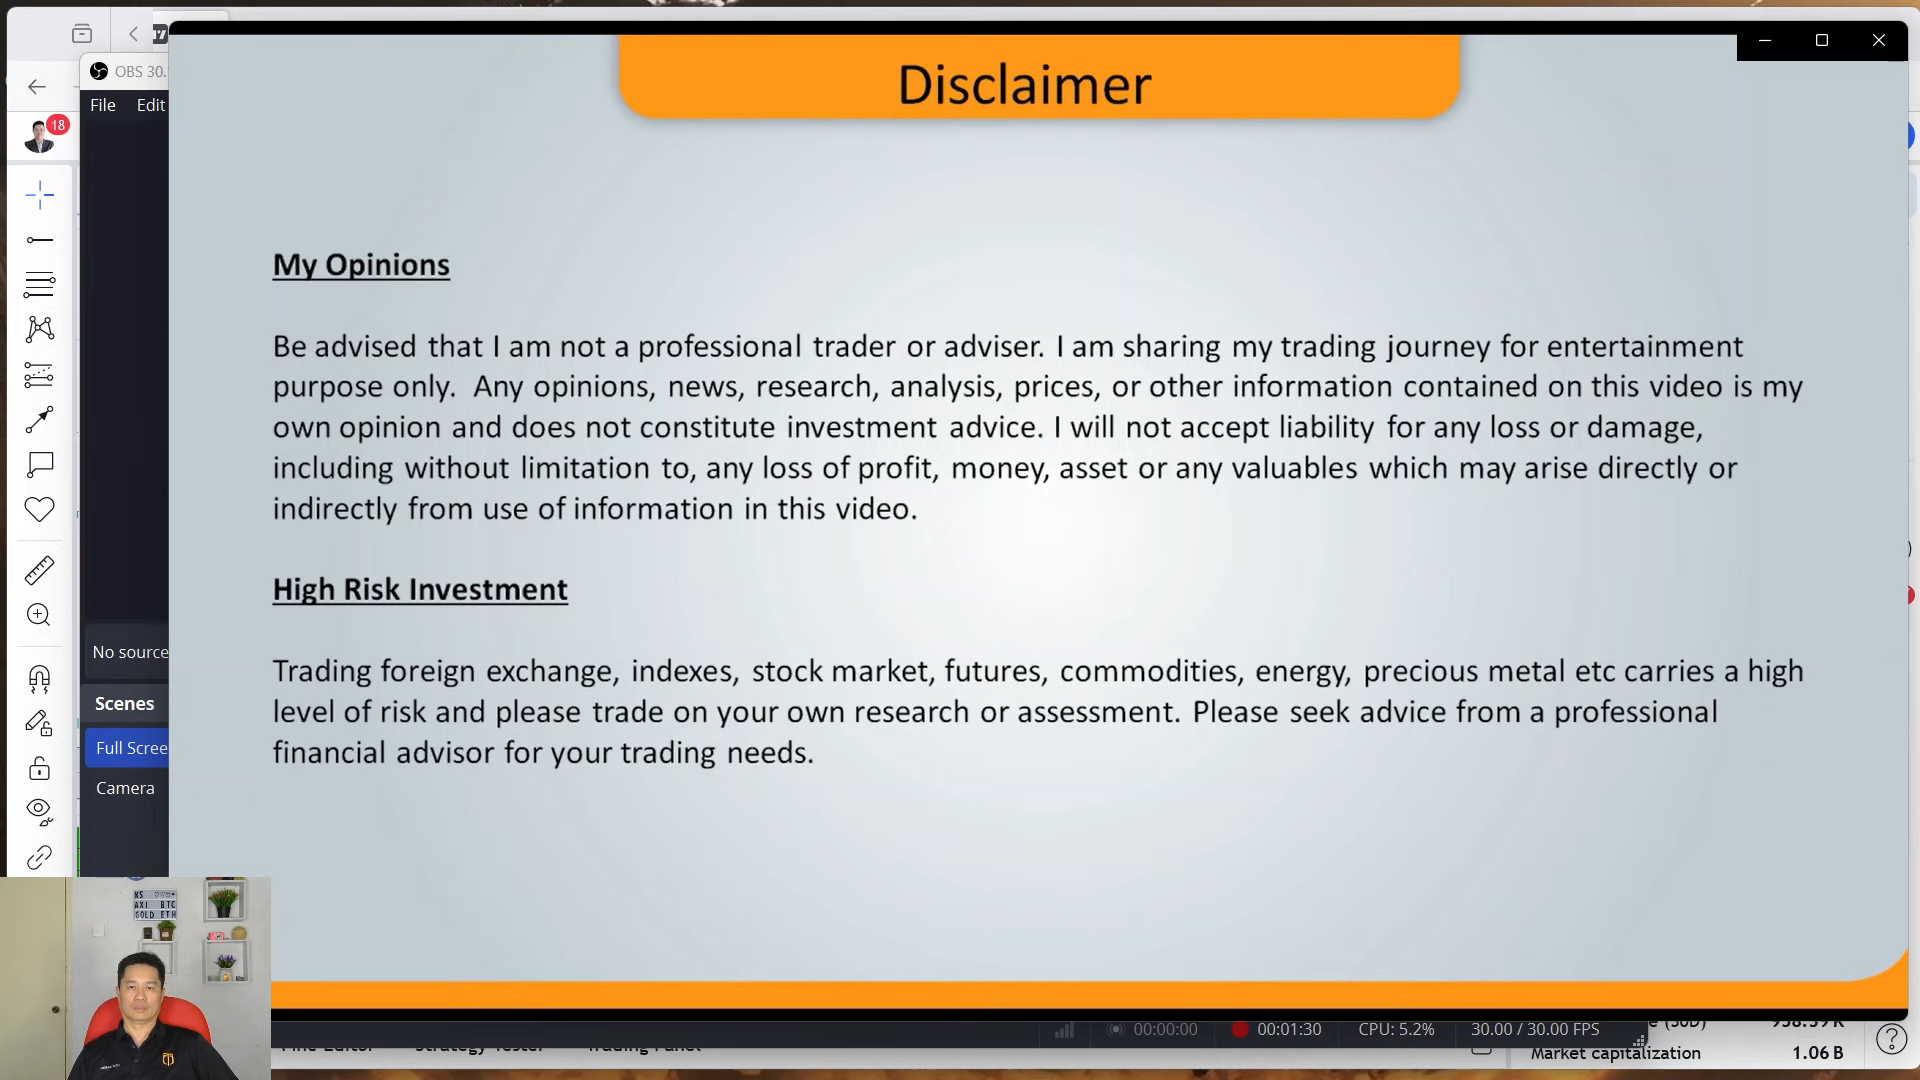 OBS 30.
File Edit
18
Disclaimer
My Opinions
Be advised that I am not a professional trader or adviser. I am sharing my trading journey for entertainment
purpose only. Any opinions, news, research, analysis, prices, or other information contained on this video is my
own opinion and does not constitute investment advice. I will not accept liability for any loss or damage,
including without limitation to, any loss of profit, money, asset or any valuables which may arise directly or
indirectly from use of information in this video.
High Risk Investment
Trading foreign exchange, indexes, stock market, futures, commodities, energy, precious metal etc carries a high
level of risk and please trade on your own research or assessment. Please seek advice from a professional
financial advisor for your trading needs.
No source
Scenes
Full Scree
Camera
KS
AXI BTC
GOLD ETH
00:00:00 00:01:30 CPU: 5.2% 30.00 / 30.00 FPS
Market capitalization 1.06 B